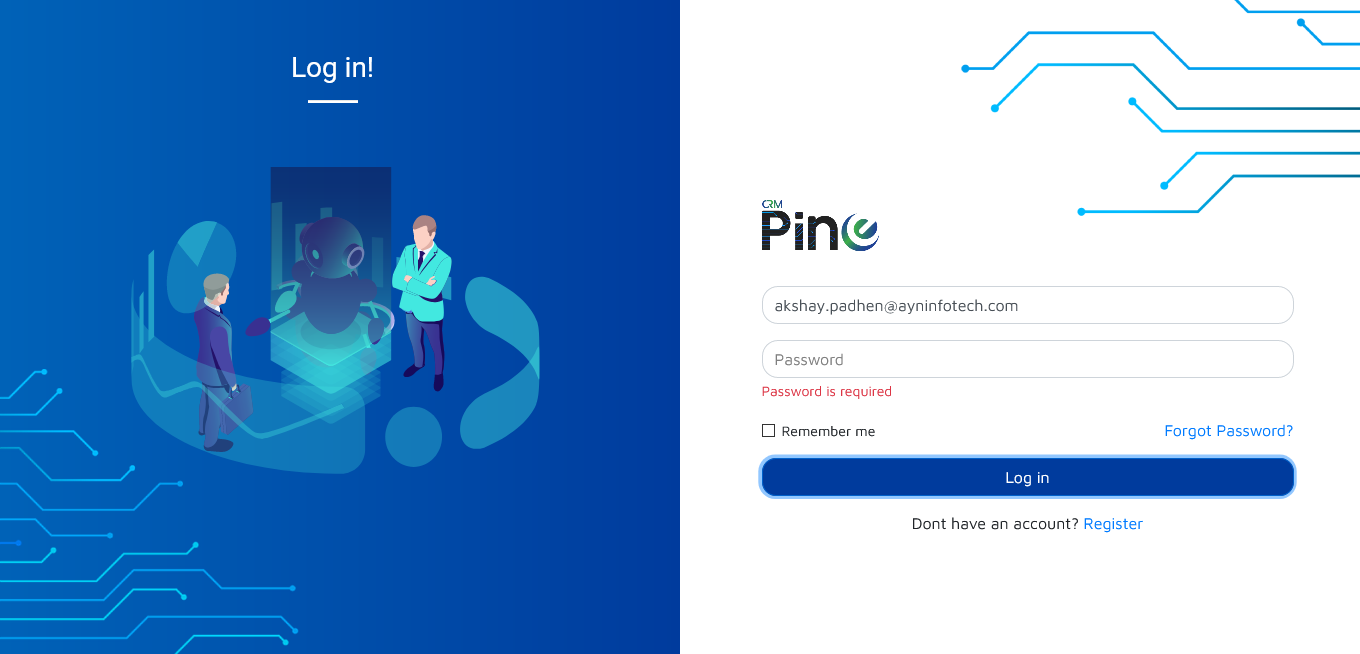 Log in!
CRM
Pine
akshay.padhen@ayninfotech.com
Password
Password is required
Remember me
Forgot Password?
Log in
Dont have an account? Register